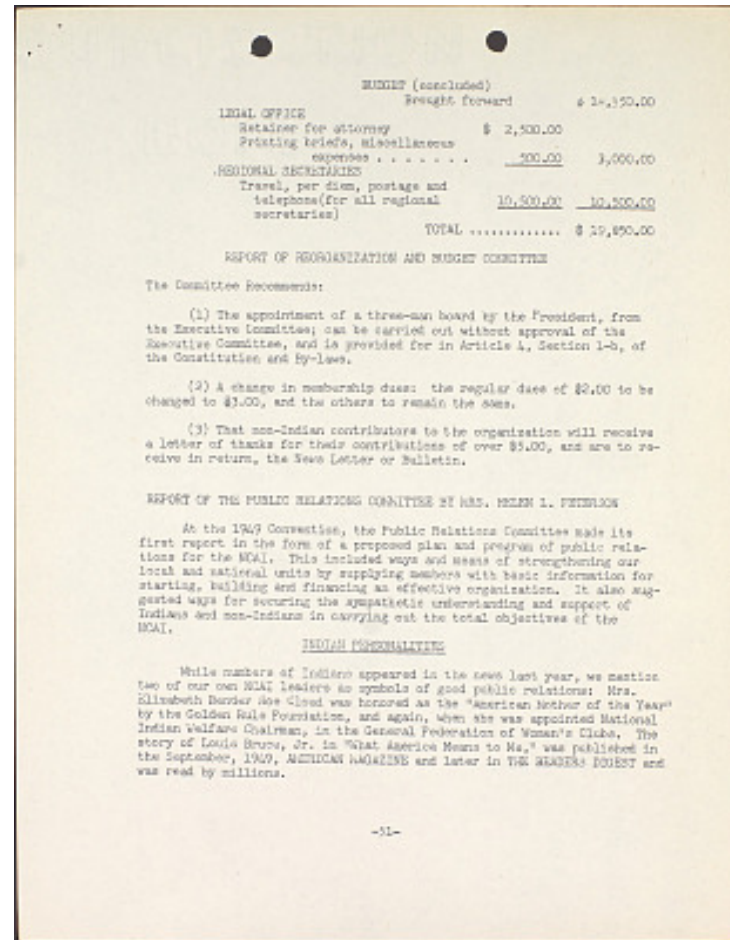 BUDGET (concluded)
Brought forward
LEGAL OFFICE
Retainer for attorney $ 2,500.00
Printing briefs, miscellaneous
expenses . . . . . . . 500.00 3,000.00
REGIONAL SECRETARIES
Travel, per diem, postage and
telephone(for all regional 10,500.00 10,500.00
secretaries)
TOTAL ............. $
REPORT OF REORGANIZATION AND BUDGET COMMITTEE
The Committee Recommends:
(1) The appointment of a three-man board by the President, from
the Executive Committee; can be carried out without approval of the
Executive Committee, and is provided for in Article 4, Section 1-b, of
the Constitution and By-laws.
(2) A change in membership dues: the regular dues of $2.00 to be
changed to $3.00, and the others to remain the same.
(3) That non-Indian contributors to the organization will receive
a letter of thanks for their contributions of over $5.00, and are to re-
ceive in return, the News Letter or Bulletin.
REPORT OF THE PUBLIC RELATIONS COMMITTEE BY MRS. HELEN L. PETERSON
At the 1949 Convention, the Public Relations Committee made its
first report in the form of a proposed plan and program of public rela-
tions for the NCAI. This included ways and means of strengthening our
local and national units by supplying members with basic information for
starting, building and financing an effective organization. It also sug-
gested ways for securing the sympathetic understanding and support of
Indians and non-Indians in carrying out the total objectives of the
NCAI.
INDIAN PERSONALITIES
While numbers of Indians appeared in the news last year, we mention
two of our own NCAI leaders as symbols of good public relations: Mrs.
Elizabeth Bender Roe Cloud was honored as the "American Mother of the Year"
by the Golden Rule Foundation, and again, when she was appointed National
Indian Welfare Chairman, in the General Federation of Woman's Clubs. The
story of Louis Bruce, Jr. in "What America Means to Me," was published in
the September, 1949, AMERICAN MAGAZINE and later in THE READERS DIGEST and
was read by millions.
-31-